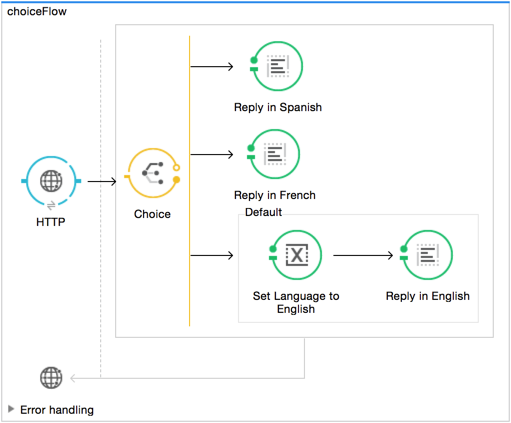 choiceFlow
Reply in Spanish
HTTP
Choice
Reply in French
Default
Set Language to
English
Reply in English
Error handling